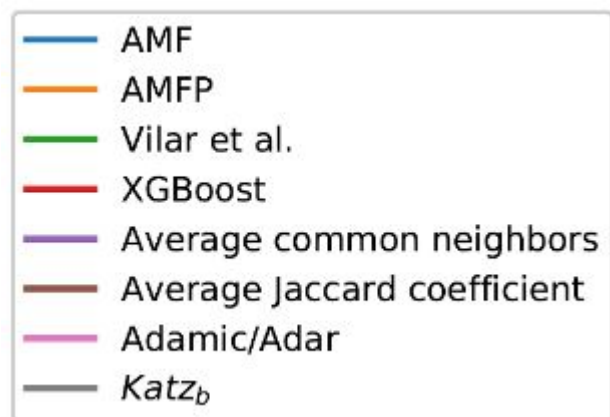 AMF
AMFP
Vilar et al.
XGBoost
Average common neighbors
Average Jaccard coefficient
Adamic/Adar
Katz_b